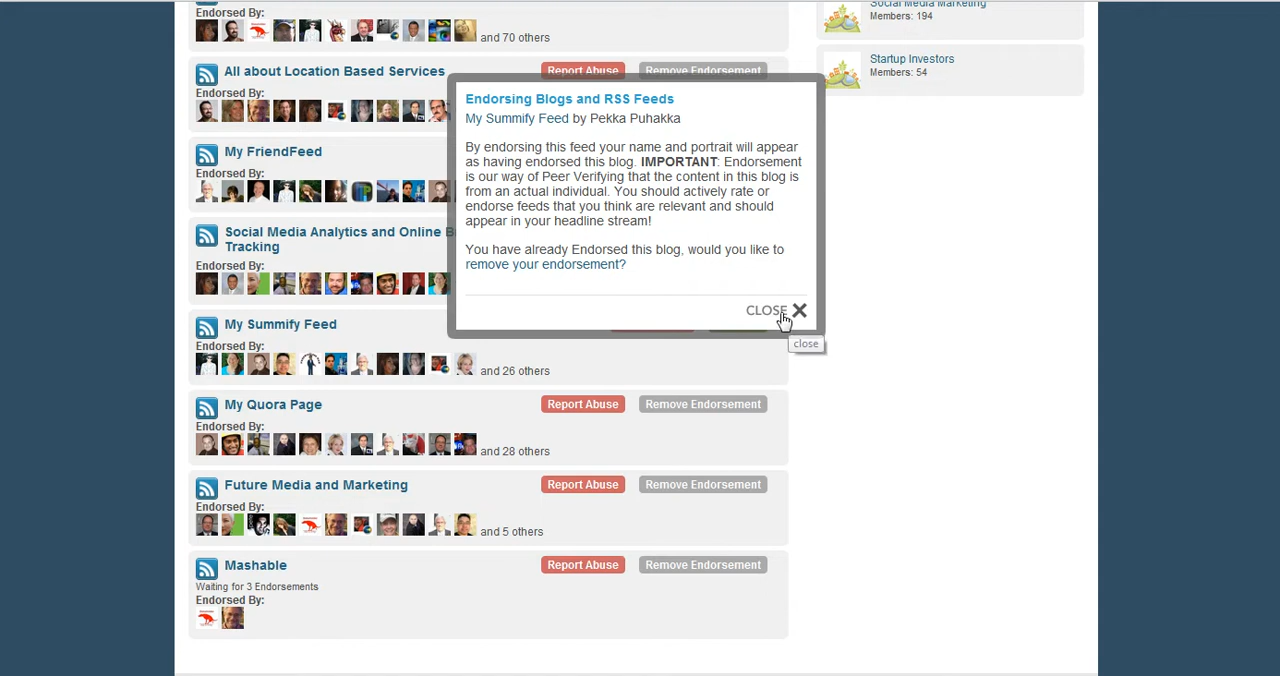 Endorsed By:
and 70 others
All about Location Based Services
Report Abuse
Remove Endorsement
Endorsed By:
My FriendFeed
Endorsed By:
Social Media Analytics and Online B
Tracking
Endorsed By:
My Summify Feed
Endorsed By:
and 26 others
My Quora Page
Report Abuse
Remove Endorsement
Endorsed By:
and 28 others
Future Media and Marketing
Report Abuse
Remove Endorsement
Endorsed By:
and 5 others
Mashable
Report Abuse
Remove Endorsement
Waiting for 3 Endorsements
Endorsed By:
Endorsing Blogs and RSS Feeds
My Summify Feed by Pekka Puhakka
By endorsing this feed your name and portrait will appear
as having endorsed this blog. IMPORTANT: Endorsement
is our way of Peer Verifying that the content in this blog is
from an actual individual. You should actively rate or
endorse feeds that you think are relevant and should
appear in your headline stream!
You have already Endorsed this blog, would you like to
remove your endorsement?
CLOSE
close
Social Media Marketing
Members: 194
Startup Investors
Members: 54